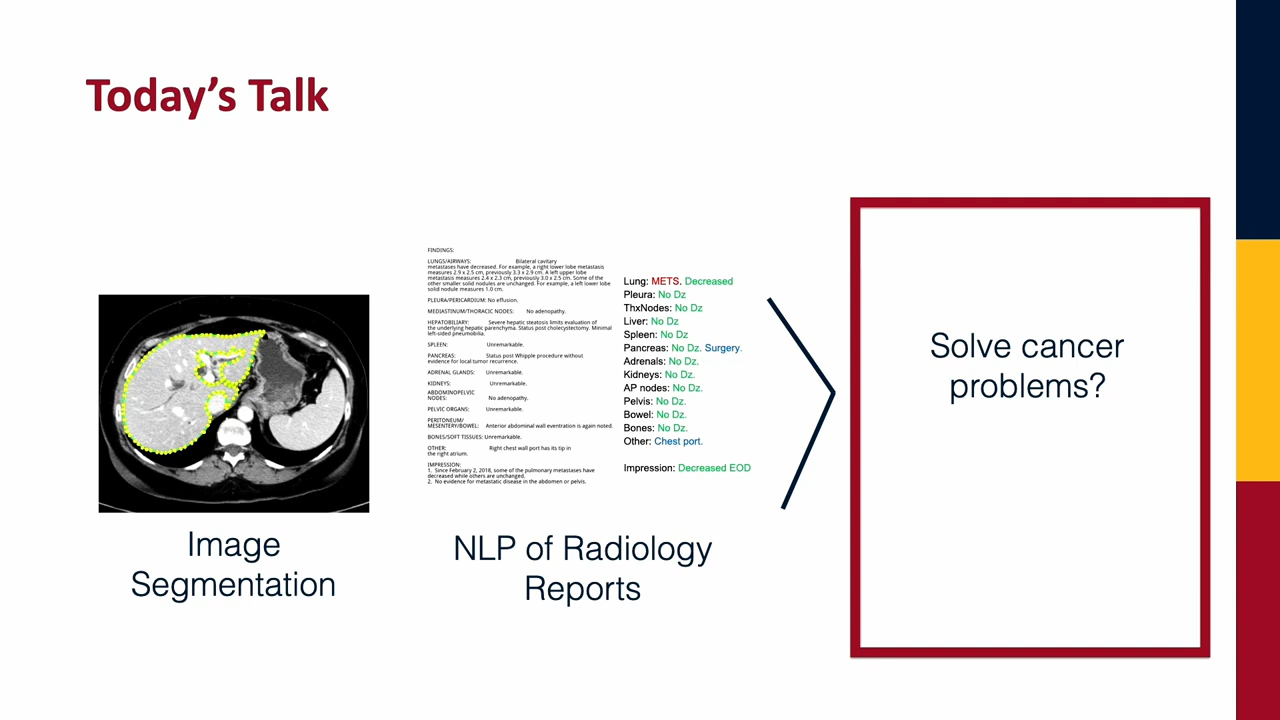 Today's Talk
FINDINGS:
LUNGS/AIRWAYS: Bilateral cavitary
metastases have decreased. For example, a right lower lobe metastasis
measures 2.9 x 2.5 cm, previously 3.3 x 2.9 cm. A left upper lobe
metastasis measures 2.4 x 2.3 cm, previously 3.0 x 2.5 cm. Some of the
other smaller solid nodules are unchanged. For example, a left lower lobe
solid nodule measures 1.0 cm.
PLEURA/PERICARDIUM: No effusion.
MEDIASTINUM/THORACIC NODES: No adenopathy.
HEPATOBILIARY: Severe hepatic steatosis limits evaluation of
the underlying hepatic parenchyma. Status post cholecystectomy. Minimal
left-sided pneumobilia.
SPLEEN: Unremarkable.
PANCREAS: Status post Whipple procedure without
evidence for local tumor recurrence.
ADRENAL GLANDS: Unremarkable.
KIDNEYS: Unremarkable.
ABDOMINOPELVIC
NODES: No adenopathy.
PELVIC ORGANS: Unremarkable.
PERITONEUM/
MESENTERY/BOWEL: Anterior abdominal wall eventration is again noted.
BONES/SOFT TISSUES: Unremarkable.
OTHER: Right chest wall port has its tip in
the right atrium.
IMPRESSION:
1. Since February 2, 2018, some of the pulmonary metastases have
decreased while others are unchanged.
2. No evidence for metastatic disease in the abdomen or pelvis.
Lung: METS. Decreased
Pleura: No Dz
ThxNodes: No Dz
Liver: No Dz
Spleen: No Dz
Pancreas: No Dz. Surgery.
Adrenals: No Dz.
Kidneys: No Dz.
AP nodes: No Dz.
Pelvis: No Dz.
Bowel: No Dz.
Bones: No Dz.
Other: Chest port.
Impression: Decreased EOD
Image
Segmentation
NLP of Radiology
Reports
Solve cancer
problems?